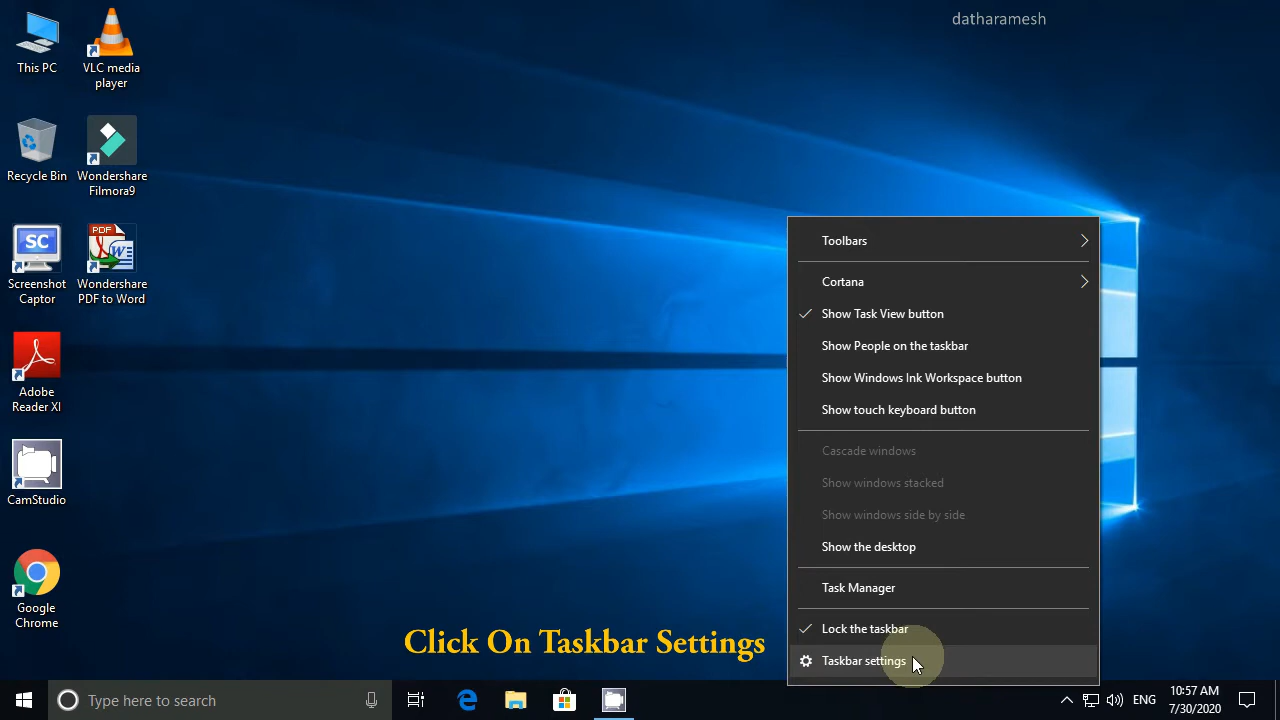 datharamesh
This PC
VLC media
player
Recycle Bin
Wondershare
Filmora9
SC
Screenshot
Captor
PDF
W
Wondershare
PDF to Word
Adobe
Reader XI
CamStudio
Google
Chrome
Toolbars
Cortana
Show Task View button
Show People on the taskbar
Show Windows Ink Workspace button
Show touch keyboard button
Cascade windows
Show windows stacked
Show windows side by side
Show the desktop
Task Manager
Lock the taskbar
Taskbar settings
Click On Taskbar Settings
Type here to search
ENG
10:57 AM
7/30/2020